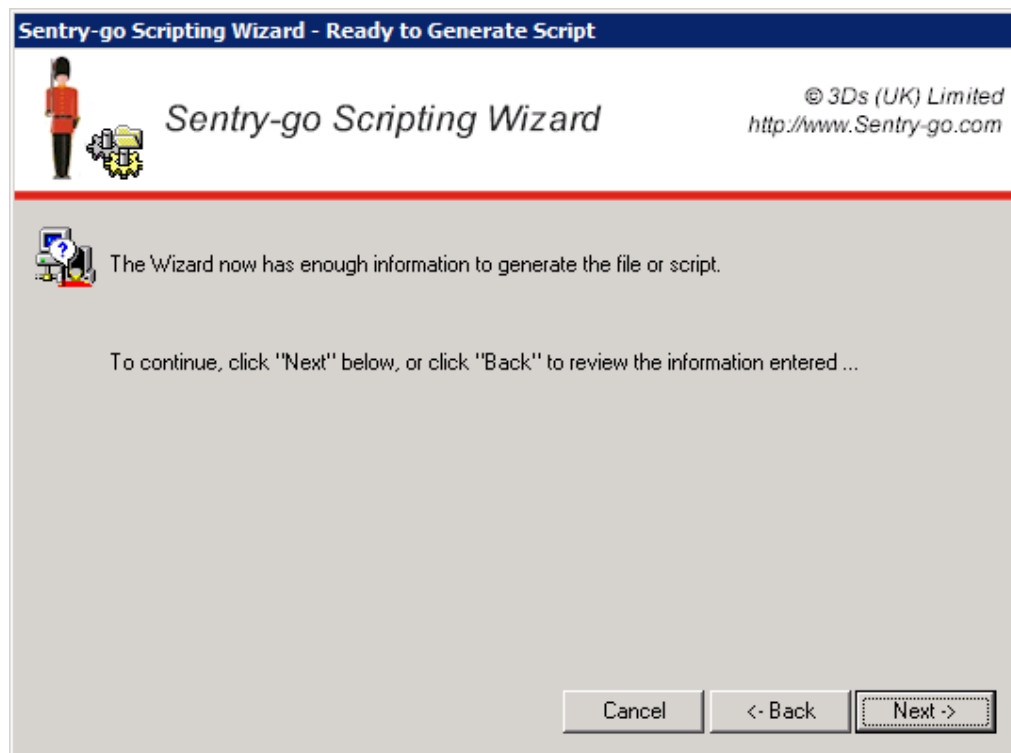 Sentry-go Scripting Wizard - Ready to Generate Script
Sentry-go Scripting Wizard
© 3Ds (UK) Limited
http://www.Sentry-go.com
?
The Wizard now has enough information to generate the file or script.
To continue, click "Next" below, or click "Back" to review the information entered ...
Cancel
<- Back
Next ->